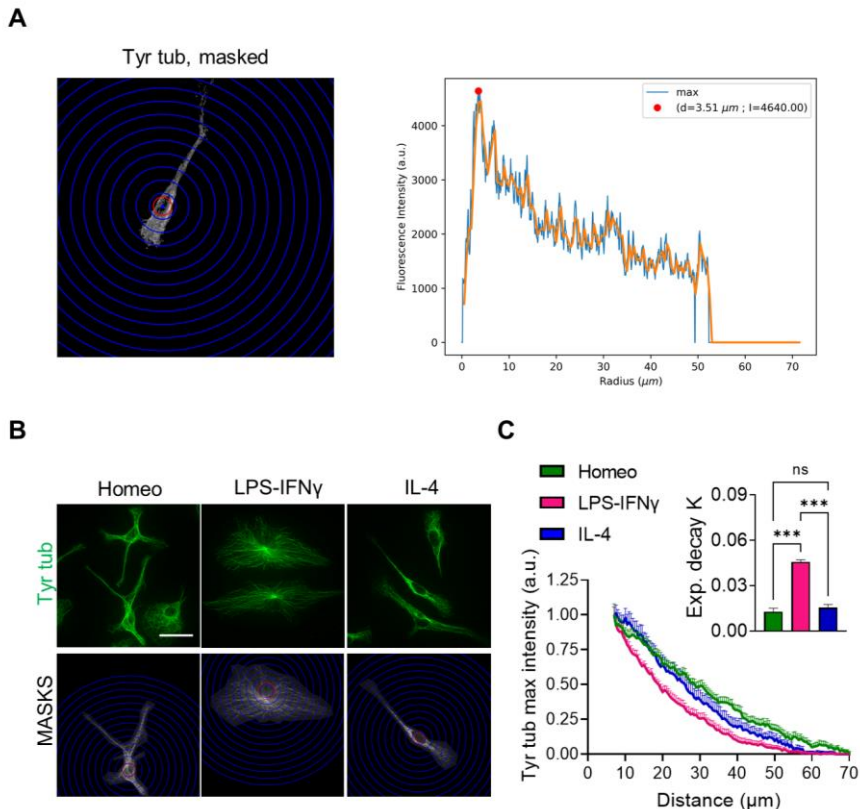 A
Tyr tub, masked
max
(d=3.51 μm ; I=4640.00)
Fluorescence Intensity (a.u.)
4000
3000
2000
1000
0
0 10 20 30 40 50 60 70
Radius (μm)
B
Homeo LPS-IFNγ IL-4
Tyr tub
MASKS
C
Homeo
LPS-IFNγ
IL-4
Exp. decay K
0.09
0.06
0.03
0.00
ns
*** ***
Tyr tub max intensity (a.u.)
1.25
1.00
0.75
0.50
0.25
0.00
0 10 20 30 40 50 60 70
Distance (μm)